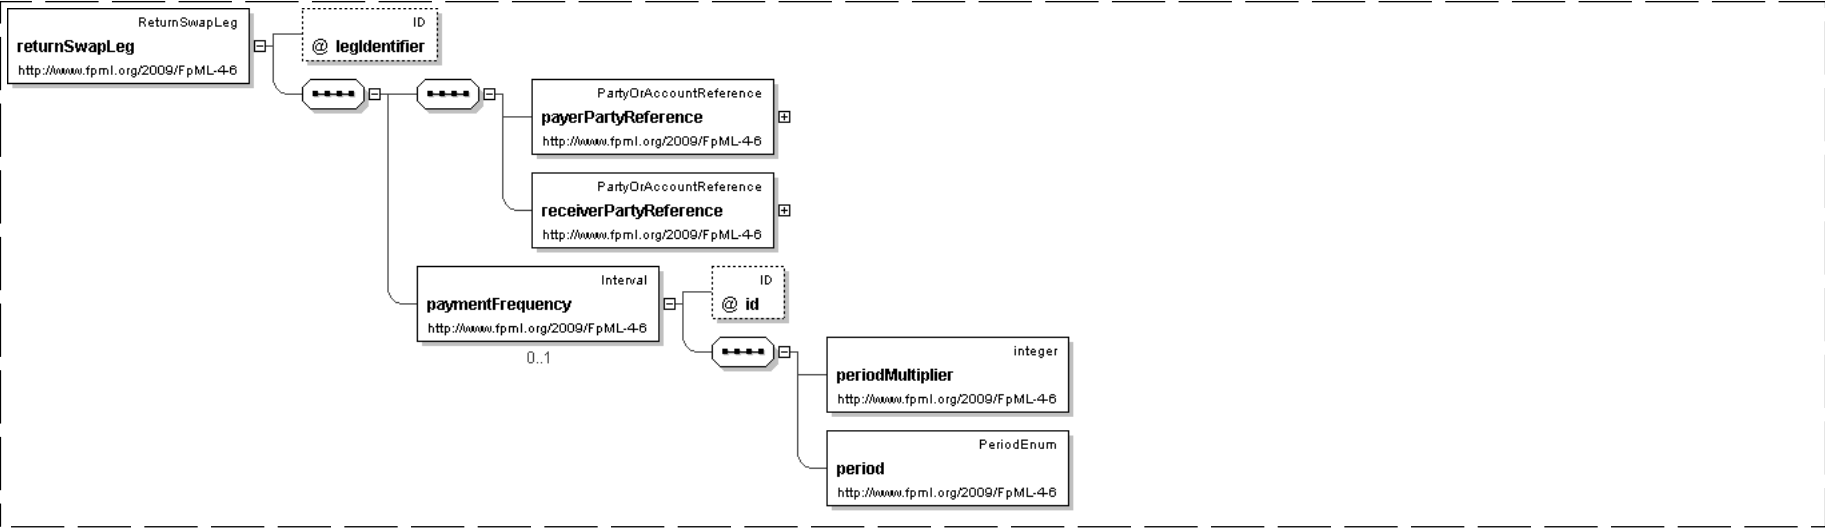 ReturnSwapLeg
returnSwapLeg
http://www.fpml.org/2009/FpML-4-6
ID
@ legIdentifier
PartyOrAccountReference
payerPartyReference
http://www.fpml.org/2009/FpML-4-6
PartyOrAccountReference
receiverPartyReference
http://www.fpml.org/2009/FpML-4-6
Interval
paymentFrequency
http://www.fpml.org/2009/FpML-4-6
0..1
ID
@ id
integer
periodMultiplier
http://www.fpml.org/2009/FpML-4-6
PeriodEnum
period
http://www.fpml.org/2009/FpML-4-6